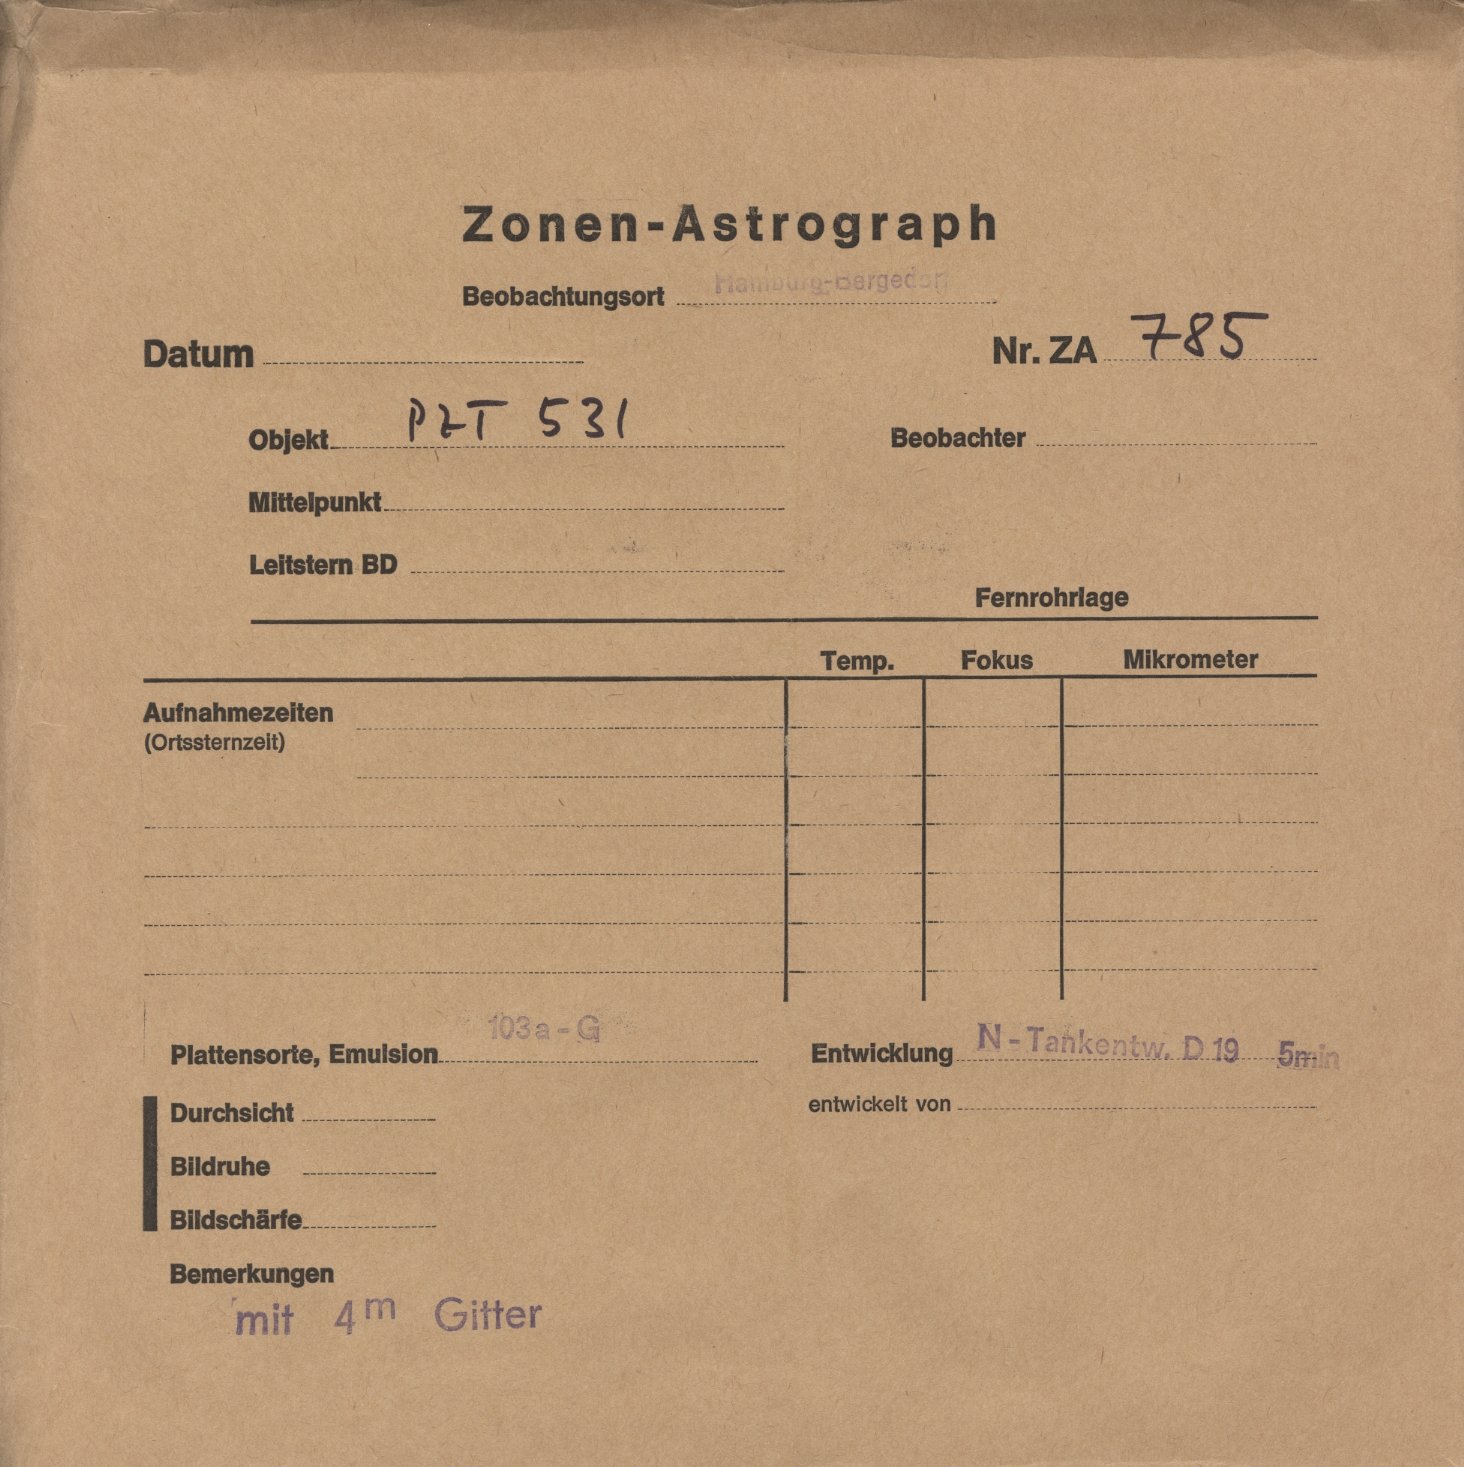 Zonen-Astrograph
Beobachtungsort Hamburg-Bergedorf
Datum Nr. ZA 785
Objekt PZT 531 Beobachter
Mittelpunkt
Leitstern BD
Fernrohrlage
Temp. Fokus Mikrometer
Aufnahmezeiten
(Ortssternzeit)
Plattensorte, Emulsion 103a-G Entwicklung N-Tankentw. D 19 5min
entwickelt von
Durchsicht
Bildruhe
Bildschärfe
Bemerkungen
mit 4m Gitter